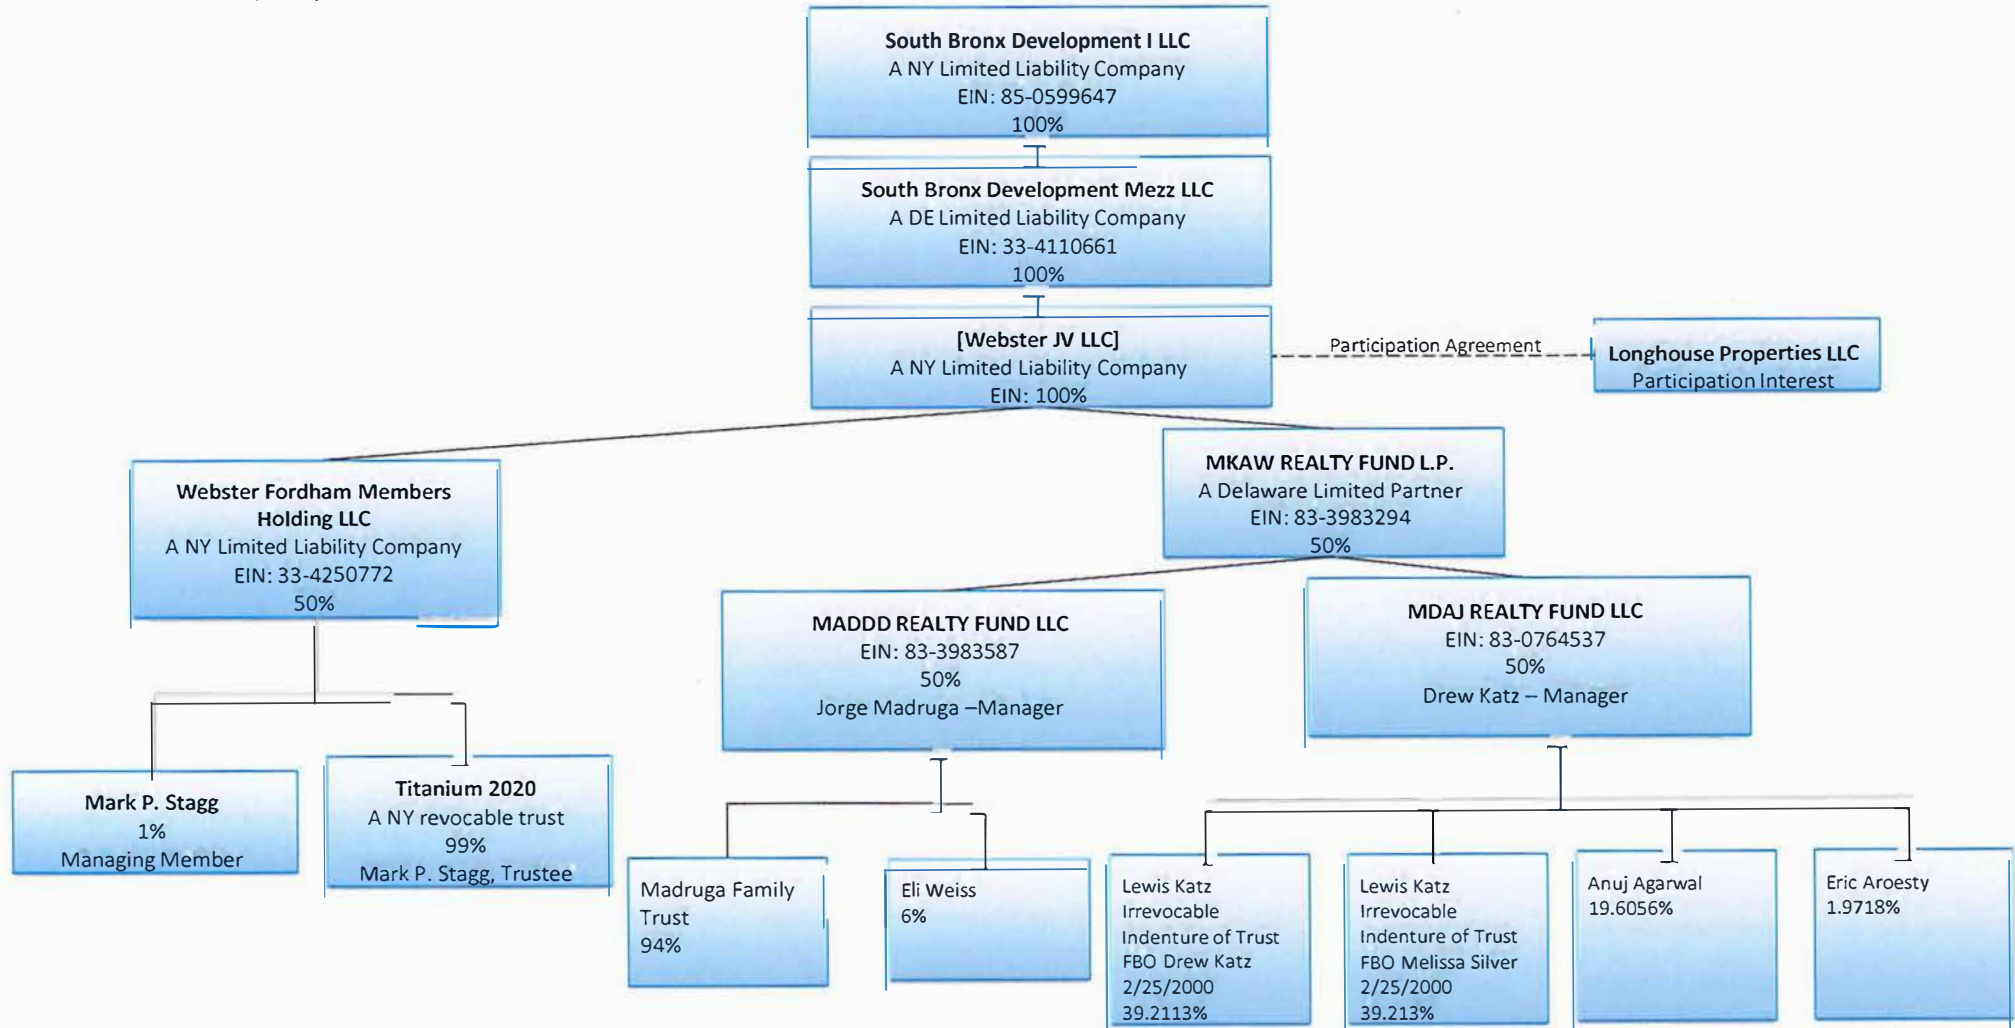 South Bronx Development I LLC
A NY Limited Liability Company
EIN: 85-0599647
100%
South Bronx Development Mezz LLC
A DE Limited Liability Company
EIN: 33-4110661
100%
[Webster JV LLC]
A NY Limited Liability Company
EIN: 100%
Participation Agreement
Longhouse Properties LLC
Participation Interest
Webster Fordham Members
Holding LLC
A NY Limited Liability Company
EIN: 33-4250772
50%
MKAW REALTY FUND L.P.
A Delaware Limited Partner
EIN: 83-3983294
50%
MADDD REALTY FUND LLC
EIN: 83-3983587
50%
Jorge Madruga –Manager
MDAJ REALTY FUND LLC
EIN: 83-0764537
50%
Drew Katz – Manager
Mark P. Stagg
1%
Managing Member
Titanium 2020
A NY revocable trust
99%
Mark P. Stagg, Trustee
Madruga Family
Trust
94%
Eli Weiss
6%
Lewis Katz
Irrevocable
Indenture of Trust
FBO Drew Katz
2/25/2000
39.2113%
Lewis Katz
Irrevocable
Indenture of Trust
FBO Melissa Silver
2/25/2000
39.213%
Anuj Agarwal
19.6056%
Eric Aroesty
1.9718%